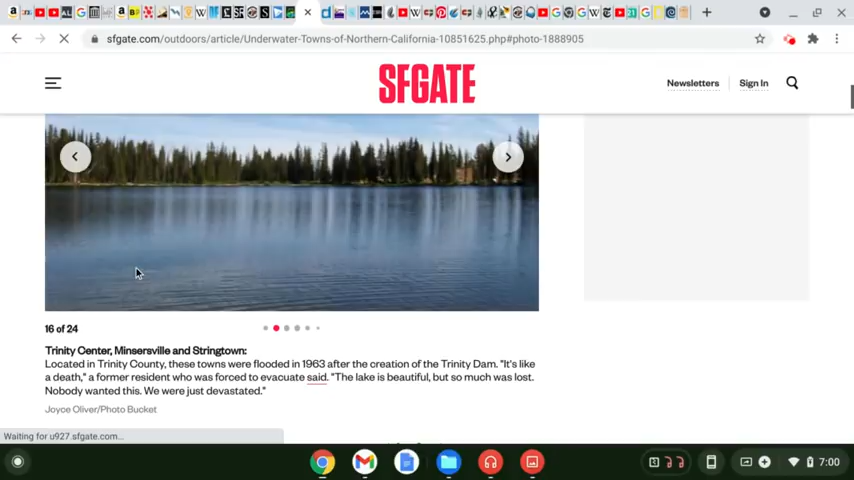 sfgate.com/outdoors/article/Underwater-Towns-of-Northern-California-10851625.php#photo-1888905
SFGATE
Newsletters
Sign In
16 of 24
Trinity Center, Minsersville and Stringtown:
Located in Trinity County, these towns were flooded in 1963 after the creation of the Trinity Dam. "It's like
a death," a former resident who was forced to evacuate said. "The lake is beautiful, but so much was lost.
Nobody wanted this. We were just devastated."
Joyce Oliver/Photo Bucket
Waiting for u927.sfgate.com...
7:00